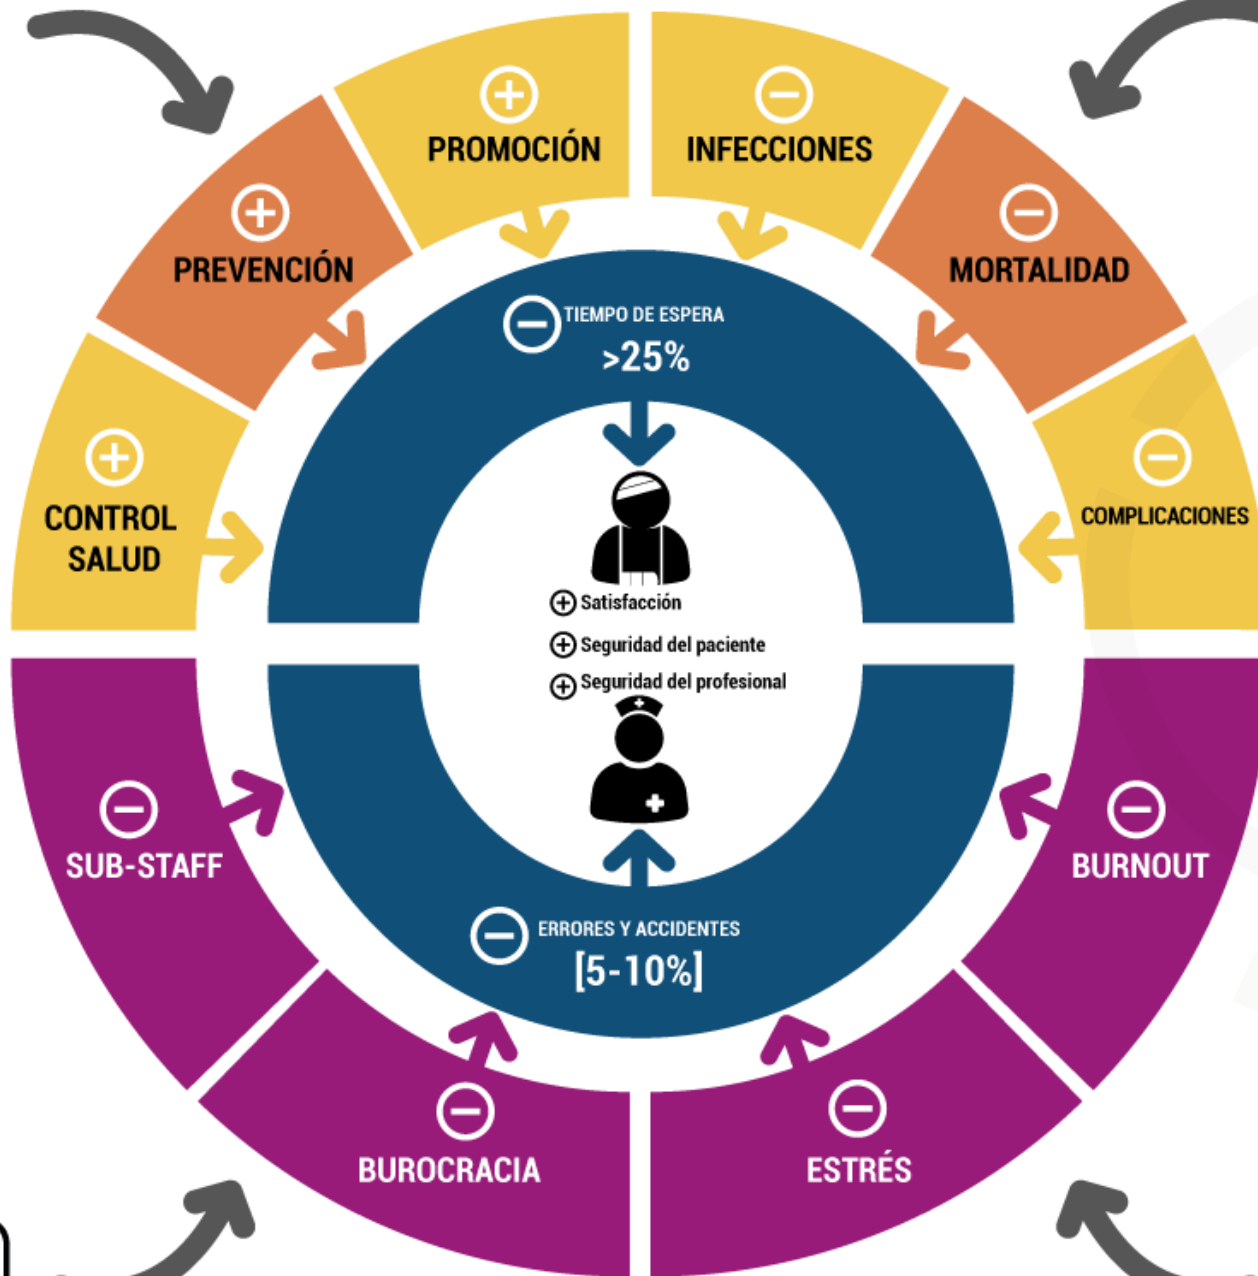 PROMOCIÓN
INFECCIONES
PREVENCIÓN
MORTALIDAD
TIEMPO DE ESPERA
>25%
CONTROL
SALUD
COMPLICACIONES
Satisfacción
Seguridad del paciente
Seguridad del profesional
SUB-STAFF
BURNOUT
ERRORES Y ACCIDENTES
[5-10%]
BUROCRACIA
ESTRÉS